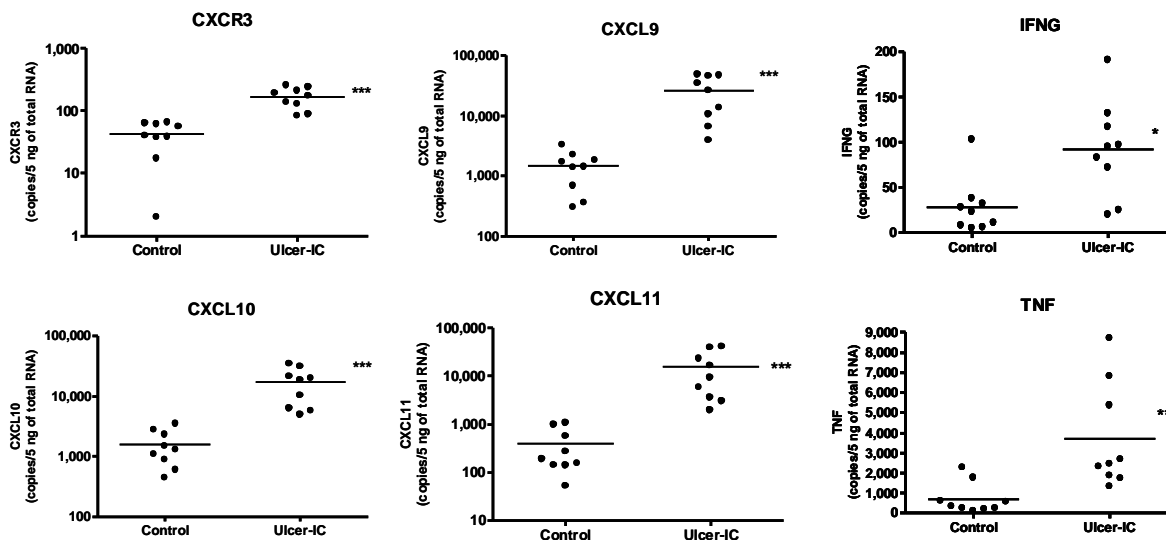 CXCR3
CXCR3
(copies/5 ng of total RNA)
1,000
100
10
1
***
Control
Ulcer-IC
CXCL9
CXCL9
(copies/5 ng of total RNA)
100,000
10,000
1,000
100
***
Control
Ulcer-IC
IFNG
IFNG
(copies/5 ng of total RNA)
200
150
100
50
0
*
Control
Ulcer-IC
CXCL10
CXCL10
(copies/5 ng of total RNA)
100,000
10,000
1,000
100
***
Control
Ulcer-IC
CXCL11
CXCL11
(copies/5 ng of total RNA)
100,000
10,000
1,000
100
10
***
Control
Ulcer-IC
TNF
TNF
(copies/5 ng of total RNA)
9,000
8,000
7,000
6,000
5,000
4,000
3,000
2,000
1,000
0
**
Control
Ulcer-IC